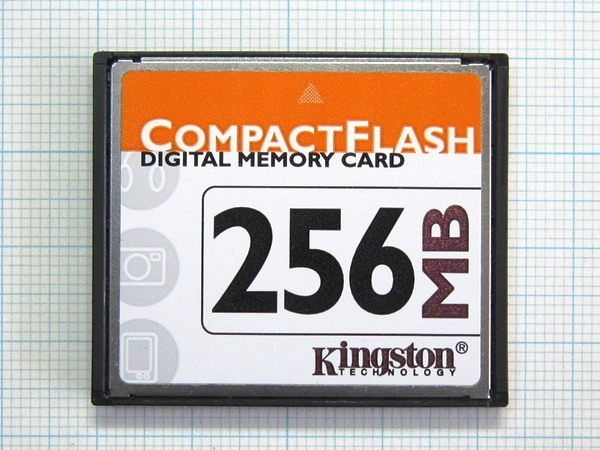 COMPACTFLASH
DIGITAL MEMORY CARD
256 MB
Kingston®
TECHNOLOGY